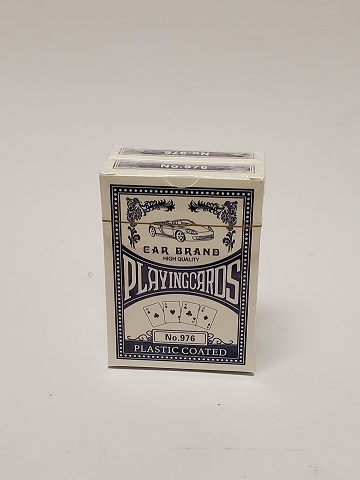 No.976
No.976
CAR BRAND
HIGH QUALITY
PLAYINGCARDS
No.976
PLASTIC COATED